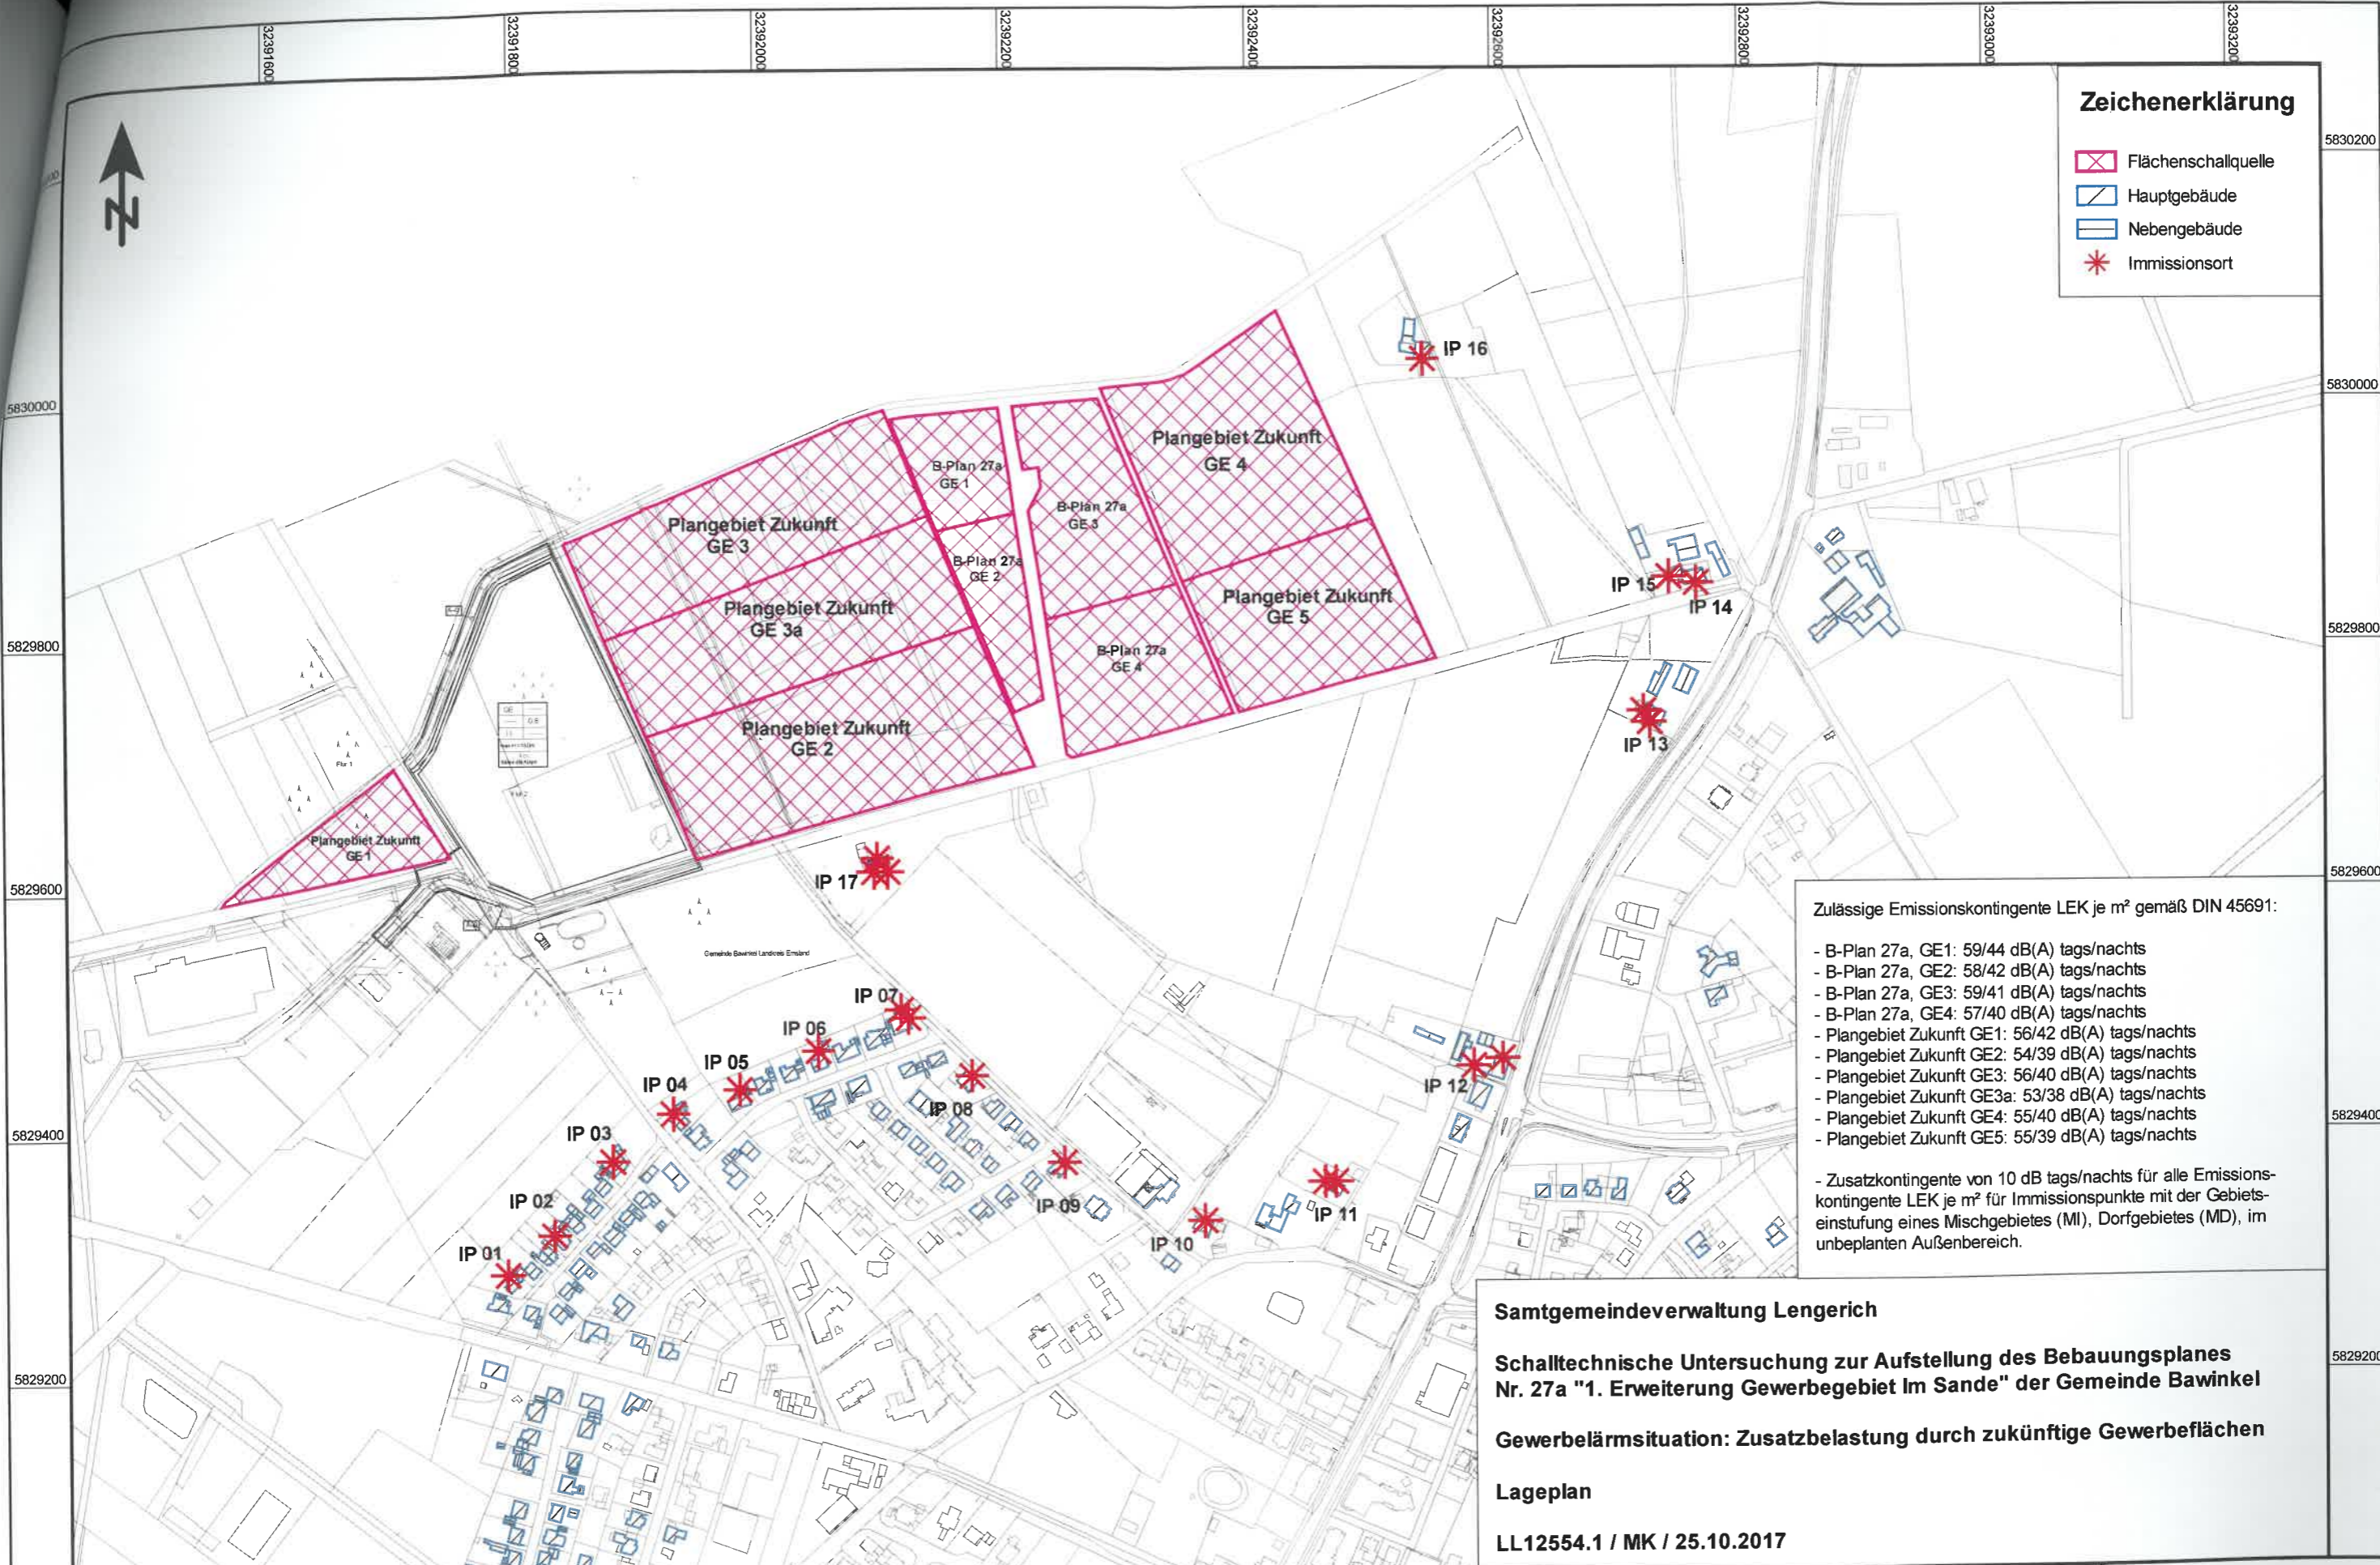 32391600
32391800
32392000
32392200
32392400
32392600
32392800
32393000
32393200
Zeichenerklärung
Flächenschallquelle
Hauptgebäude
Nebengebäude
Immissionsort
5830200
5830000
5829800
5829600
5829400
5829200
5830000
5829800
5829600
5829400
5829200
N
IP 16
Plangebiet Zukunft
GE 4
B-Plan 27a
GE 1
B-Plan 27a
GE 3
Plangebiet Zukunft
GE 3
B-Plan 27a
GE 2
IP 15
IP 14
Plangebiet Zukunft
GE 5
Plangebiet Zukunft
GE 3a
B-Plan 27a
GE 4
Plangebiet Zukunft
GE 2
IP 13
GE
GE
Flur 1
Plangebiet Zukunft
GE 1
IP 17
Gemeinde Bawinkel Landkreis Emsland
IP 07
IP 06
IP 05
IP 04
IP 03
IP 02
IP 01
IP 08
IP 09
IP 10
IP 11
IP 12
Zulässige Emissionskontingente LEK je m² gemäß DIN 45691:
- B-Plan 27a, GE1: 59/44 dB(A) tags/nachts
- B-Plan 27a, GE2: 58/42 dB(A) tags/nachts
- B-Plan 27a, GE3: 59/41 dB(A) tags/nachts
- B-Plan 27a, GE4: 57/40 dB(A) tags/nachts
- Plangebiet Zukunft GE1: 56/42 dB(A) tags/nachts
- Plangebiet Zukunft GE2: 54/39 dB(A) tags/nachts
- Plangebiet Zukunft GE3: 56/40 dB(A) tags/nachts
- Plangebiet Zukunft GE3a: 53/38 dB(A) tags/nachts
- Plangebiet Zukunft GE4: 55/40 dB(A) tags/nachts
- Plangebiet Zukunft GE5: 55/39 dB(A) tags/nachts
- Zusatzkontingente von 10 dB tags/nachts für alle Emissions-
kontingente LEK je m² für Immissionspunkte mit der Gebiets-
einstufung eines Mischgebietes (MI), Dorfgebietes (MD), im
unbeplanten Außenbereich.
Samtgemeindeverwaltung Lengerich
Schalltechnische Untersuchung zur Aufstellung des Bebauungsplanes
Nr. 27a "1. Erweiterung Gewerbegebiet Im Sande" der Gemeinde Bawinkel
Gewerbelärmsituation: Zusatzbelastung durch zukünftige Gewerbeflächen
Lageplan
LL12554.1 / MK / 25.10.2017